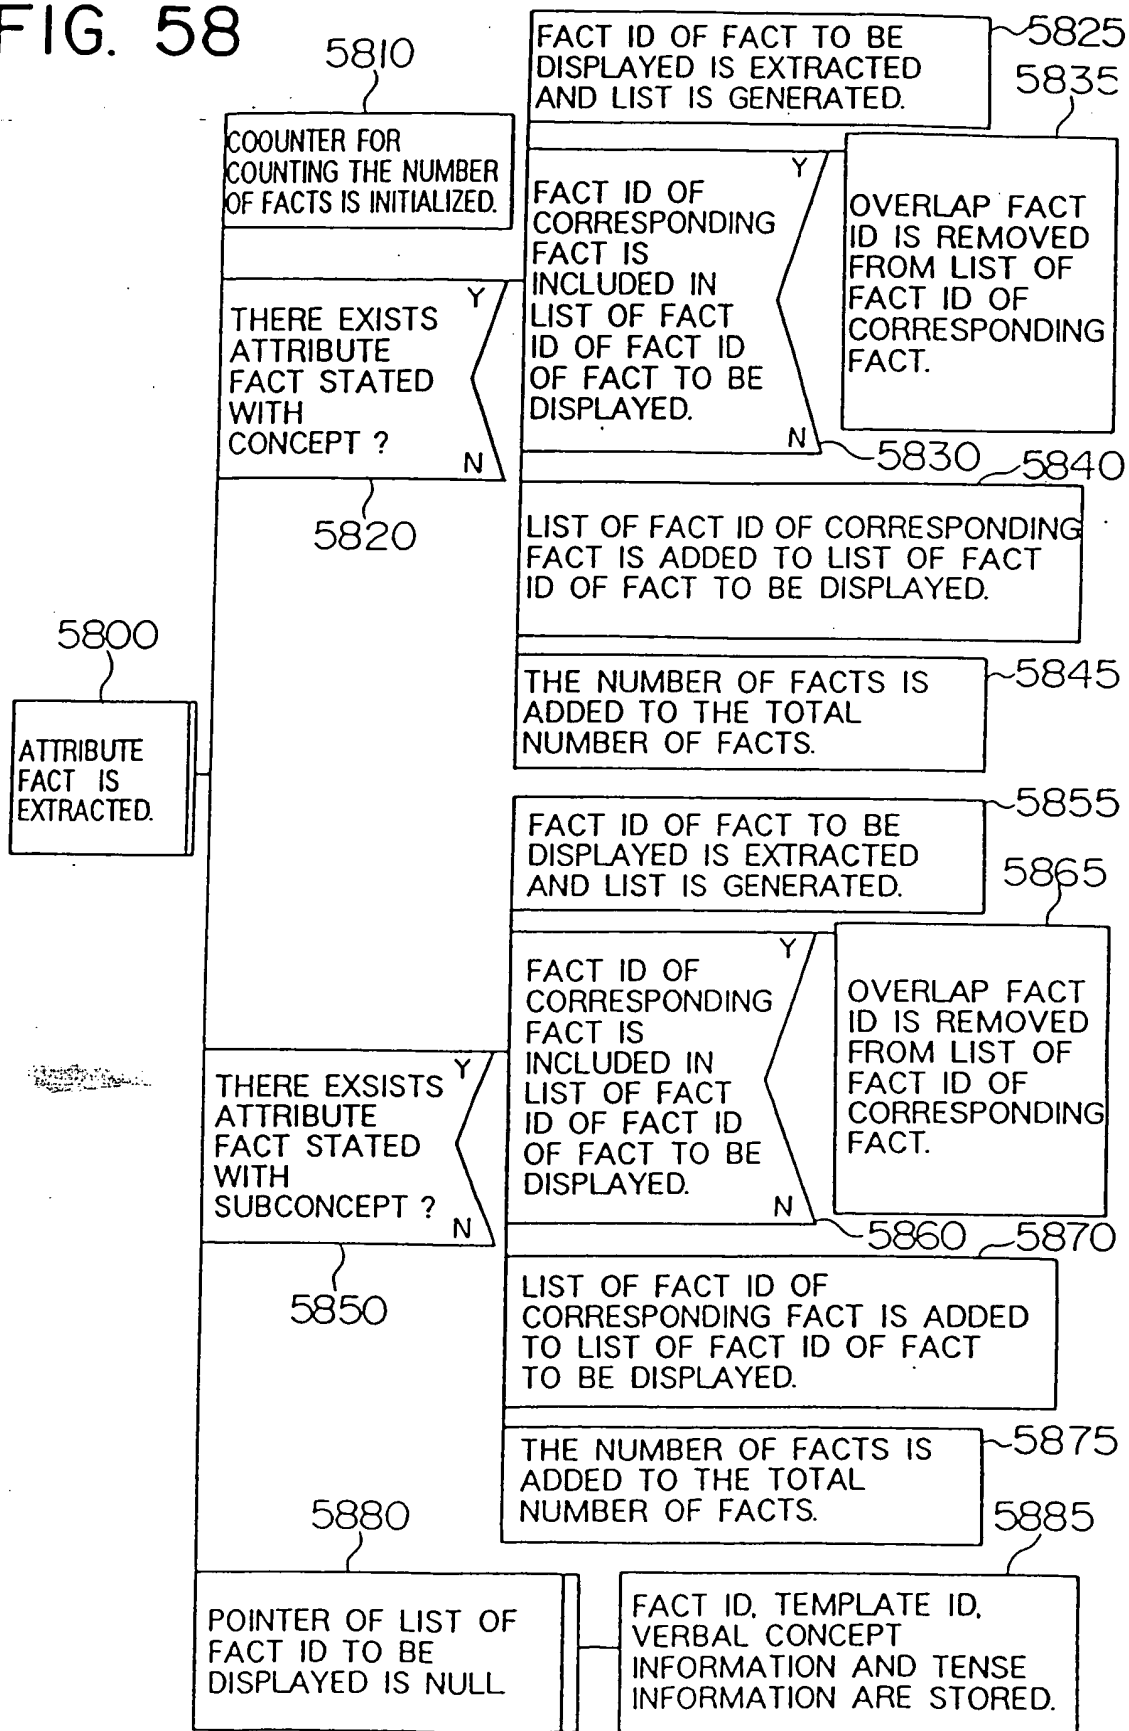 FIG. 58
5810
COOUNTER FOR
COUNTING THE NUMBER
OF FACTS IS INITIALIZED.
5825
FACT ID OF FACT TO BE
DISPLAYED IS EXTRACTED
AND LIST IS GENERATED.
5835
Y
FACT ID OF
CORRESPONDING
FACT IS
INCLUDED IN
LIST OF FACT
ID OF FACT ID
OF FACT TO BE
DISPLAYED.
N
5830
OVERLAP FACT
ID IS REMOVED
FROM LIST OF
FACT ID OF
CORRESPONDING
FACT.
Y
THERE EXISTS
ATTRIBUTE
FACT STATED
WITH
CONCEPT ?
N
5820
5840
LIST OF FACT ID OF CORRESPONDING
FACT IS ADDED TO LIST OF FACT
ID OF FACT TO BE DISPLAYED.
5800
ATTRIBUTE
FACT IS
EXTRACTED.
5845
THE NUMBER OF FACTS IS
ADDED TO THE TOTAL
NUMBER OF FACTS.
5855
FACT ID OF FACT TO BE
DISPLAYED IS EXTRACTED
AND LIST IS GENERATED.
5865
Y
FACT ID OF
CORRESPONDING
FACT IS
INCLUDED IN
LIST OF FACT
ID OF FACT ID
OF FACT TO BE
DISPLAYED.
N
5860
OVERLAP FACT
ID IS REMOVED
FROM LIST OF
FACT ID OF
CORRESPONDING
FACT.
Y
THERE EXSISTS
ATTRIBUTE
FACT STATED
WITH
SUBCONCEPT ?
N
5850
5870
LIST OF FACT ID OF
CORRESPONDING FACT IS ADDED
TO LIST OF FACT ID OF FACT
TO BE DISPLAYED.
5875
THE NUMBER OF FACTS IS
ADDED TO THE TOTAL
NUMBER OF FACTS.
5880
POINTER OF LIST OF
FACT ID TO BE
DISPLAYED IS NULL
5885
FACT ID, TEMPLATE ID,
VERBAL CONCEPT
INFORMATION AND TENSE
INFORMATION ARE STORED.